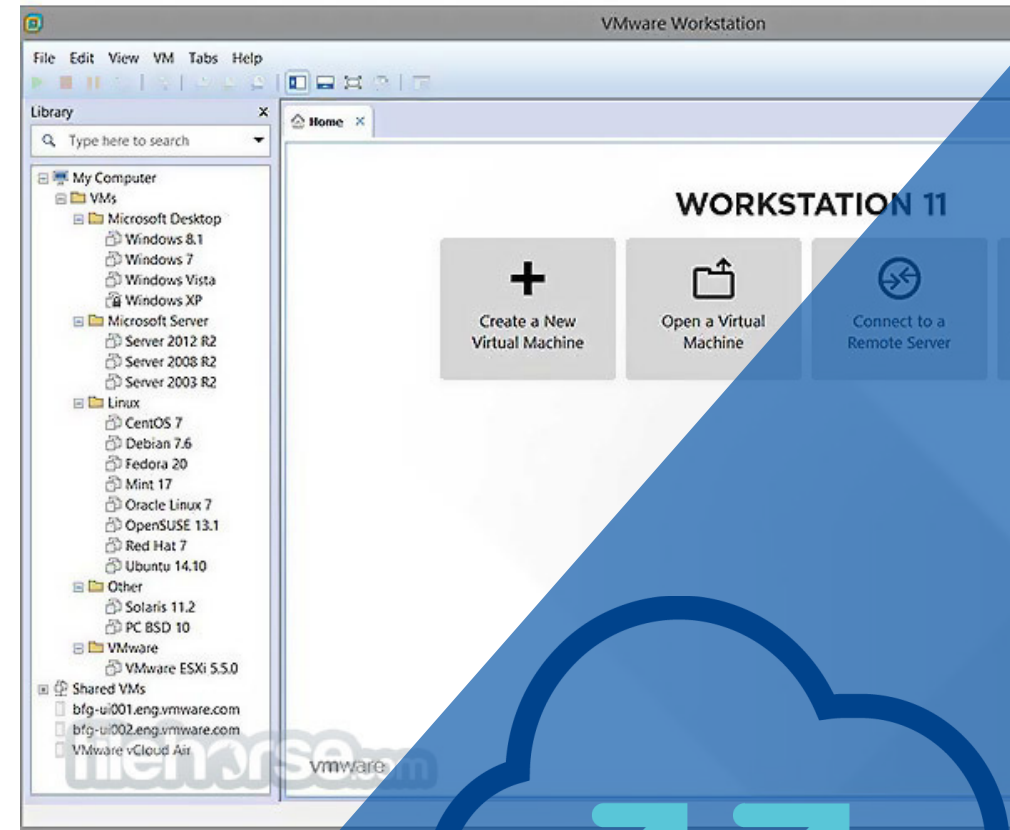 VMware Workstation
File Edit View VM Tabs Help
Library x
Home ×
Type here to search
My Computer
VMs
Microsoft Desktop
Windows 8.1
Windows 7
Windows Vista
Windows XP
Microsoft Server
Server 2012 R2
Server 2008 R2
Server 2003 R2
Linux
CentOS 7
Debian 7.6
Fedora 20
Mint 17
Oracle Linux 7
OpenSUSE 13.1
Red Hat 7
Ubuntu 14.10
Other
Solaris 11.2
PC BSD 10
VMware
VMware ESXi 5.5.0
Shared VMs
bfg-ui001.eng.vmware.com
bfg-ui002.eng.vmware.com
VMware vCloud Air
WORKSTATION 11
Create a New
Virtual Machine
Open a Virtual
Machine
Connect to a
Remote Server
filehorse.com
vmware